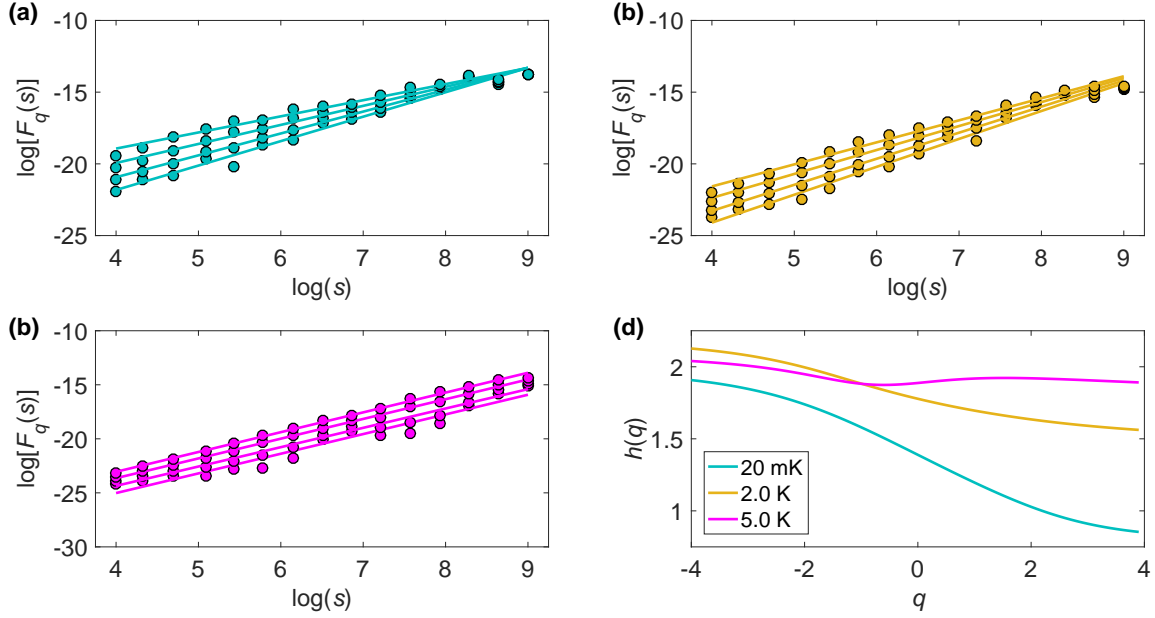 (a)
-10
-15
-20
-25
log[F_q(s)]
4 5 6 7 8 9
log(s)
(b)
-10
-15
-20
-25
log[F_q(s)]
4 5 6 7 8 9
log(s)
(b)
-10
-15
-20
-25
-30
log[F_q(s)]
4 5 6 7 8 9
log(s)
(d)
2
1.5
1
h(q)
20 mK
2.0 K
5.0 K
-4 -2 0 2 4
q